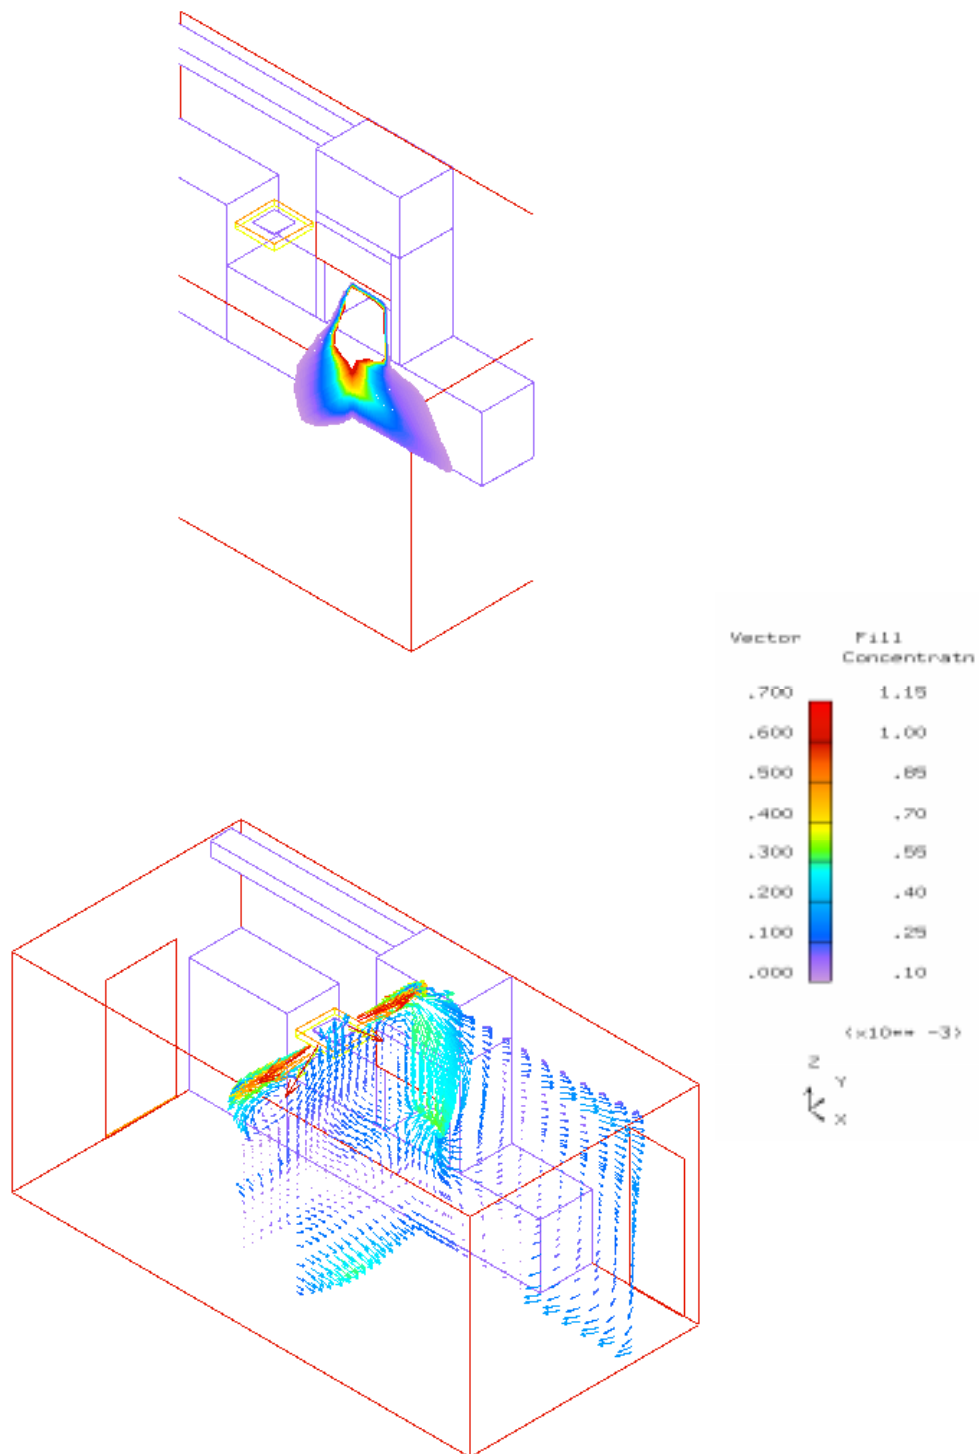 Vector Fill
Concentratn
.700 1.15
.600 1.00
.500 .85
.400 .70
.300 .55
.200 .40
.100 .25
.000 .10
(x10** -3)
Z
Y
X